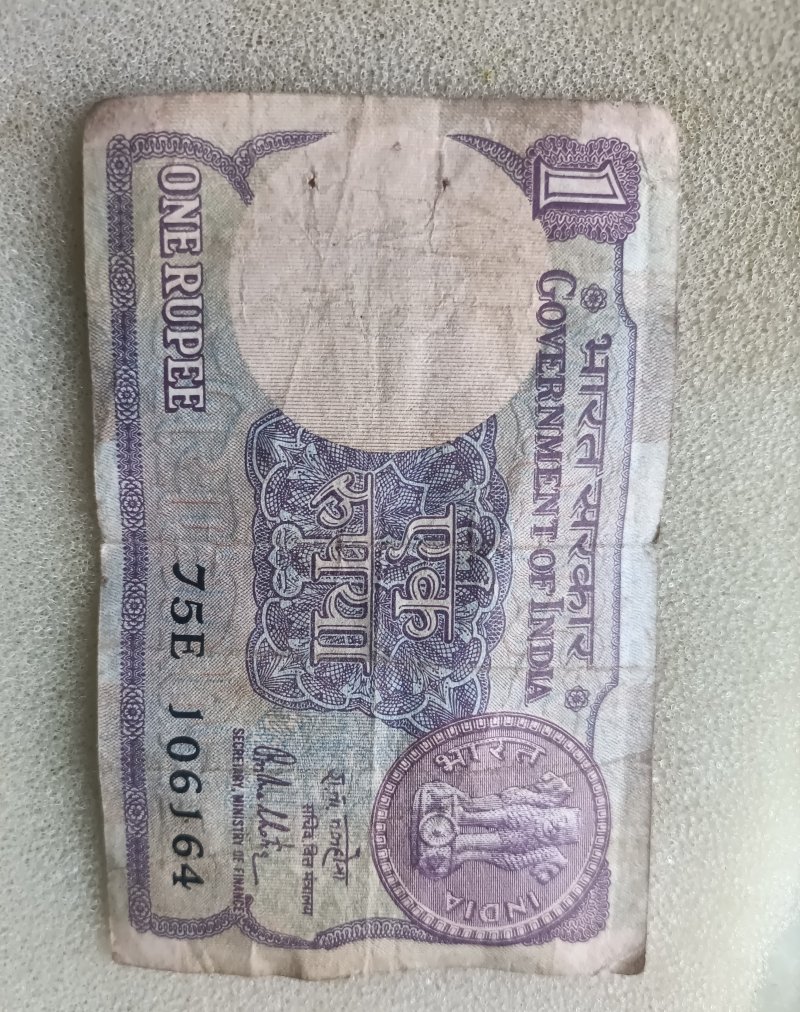 1
भारत सरकार
GOVERNMENT OF INDIA
भारत
INDIA
एक
रुपया
सचिव वित्त मंत्रालय
SECRETARY, MINISTRY OF FINANCE
ONE RUPEE
75E 106164